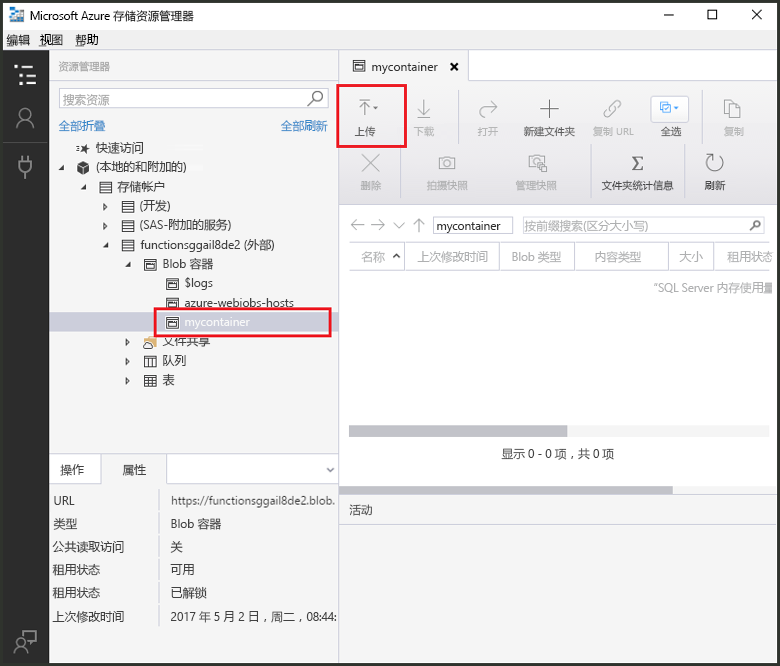 Microsoft Azure 存储资源管理器
编辑 视图 帮助
资源管理器
搜索资源
全部折叠 全部刷新
快速访问
(本地的和附加的)
存储帐户
(开发)
(SAS-附加的服务)
functionsggail8de2 (外部)
Blob 容器
$logs
azure-webjobs-hosts
mycontainer
文件共享
队列
表
操作 属性
URL https://functionsggail8de2.blob.
类型 Blob 容器
公共读取访问 关
租用状态 可用
租用状态 已解锁
上次修改时间 2017 年 5 月 2 日，周二，08:44:
mycontainer
上传 下载 打开 新建文件夹 复制 URL 全选 复制
删除 拍摄快照 管理快照 文件夹统计信息 刷新
mycontainer 按前缀搜索(区分大小写)
名称 上次修改时间 Blob 类型 内容类型 大小 租用状态
"SQL Server 内存使用量
显示 0 - 0 项，共 0 项
活动